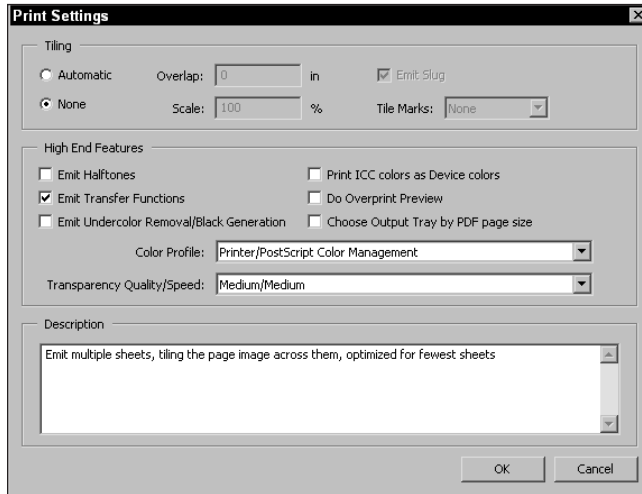 Print Settings
Tiling
Automatic Overlap: 0 in Emit Slug
None Scale: 100 % Tile Marks: None
High End Features
Emit Halftones Print ICC colors as Device colors
Emit Transfer Functions Do Overprint Preview
Emit Undercolor Removal/Black Generation Choose Output Tray by PDF page size
Color Profile: Printer/PostScript Color Management
Transparency Quality/Speed: Medium/Medium
Description
Emit multiple sheets, tiling the page image across them, optimized for fewest sheets
OK Cancel